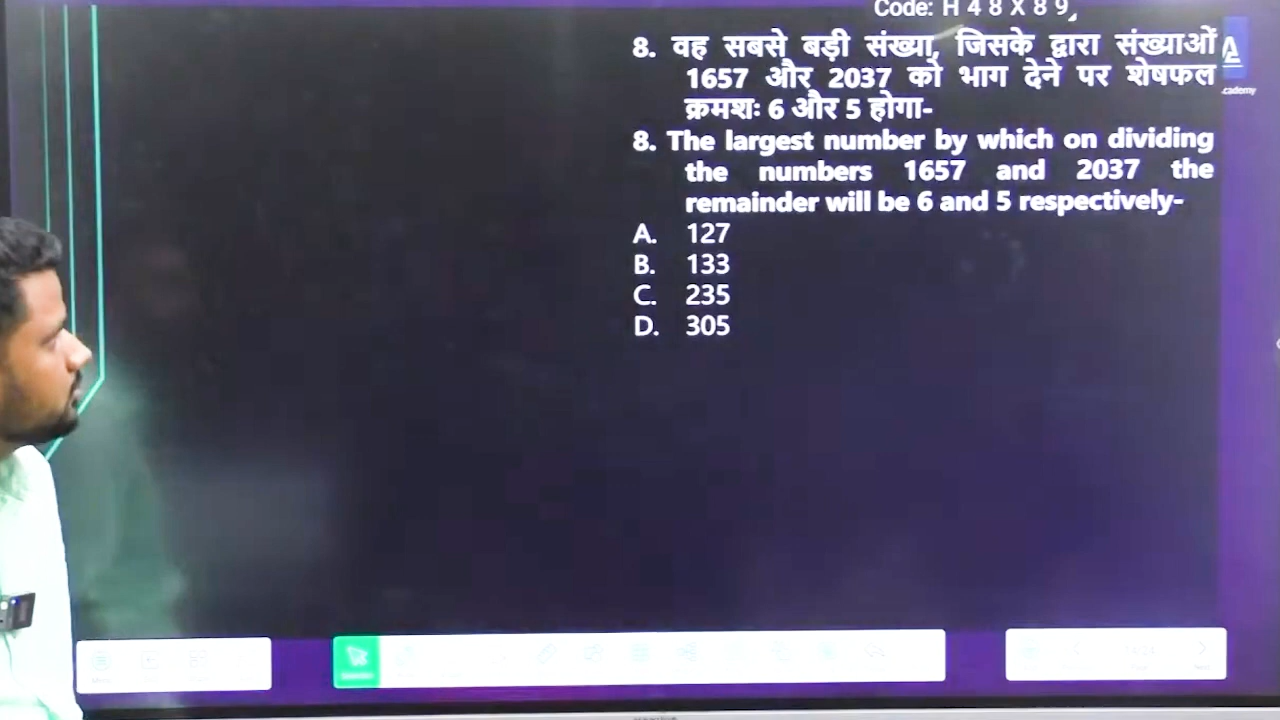 Code: H 4 8 X 8 9
8. वह सबसे बड़ी संख्या, जिसके द्वारा संख्याओं
1657 और 2037 को भाग देने पर शेषफल
क्रमशः 6 और 5 होगा-
8. The largest number by which on dividing
the numbers 1657 and 2037 the
remainder will be 6 and 5 respectively-
A. 127
B. 133
C. 235
D. 305
cademy